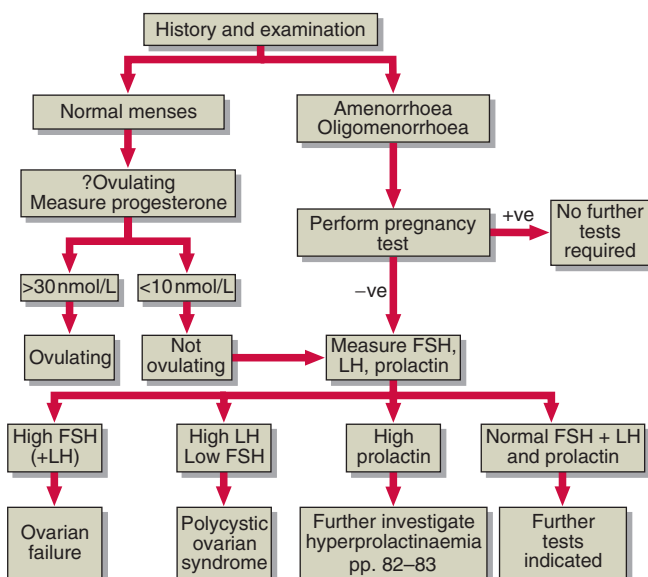 History and examination
Normal menses
Amenorrhoea
Oligomenorrhoea
?Ovulating
Measure progesterone
Perform pregnancy
test
+ve
No further
tests
required
>30 nmol/L
<10 nmol/L
–ve
Ovulating
Not
ovulating
Measure FSH,
LH, prolactin
High FSH
(+LH)
High LH
Low FSH
High
prolactin
Normal FSH + LH
and prolactin
Ovarian
failure
Polycystic
ovarian
syndrome
Further investigate
hyperprolactinaemia
pp. 82–83
Further
tests
indicated